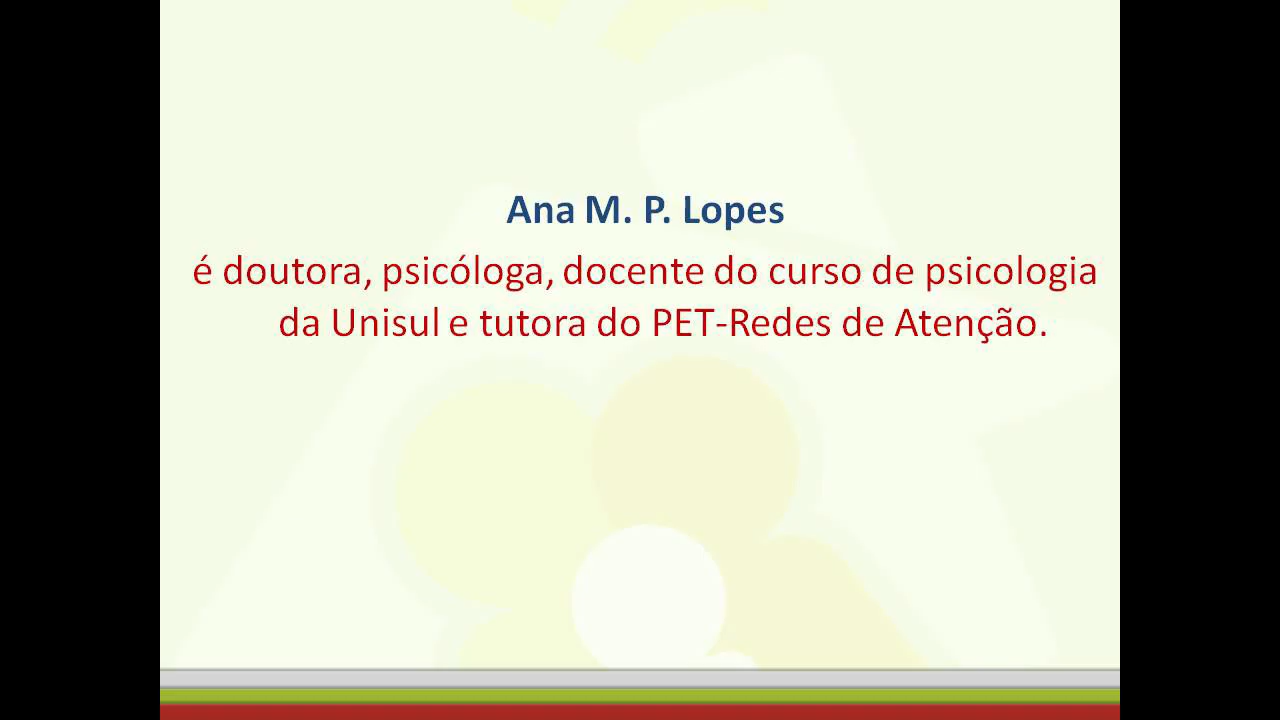 Ana M. P. Lopes
é doutora, psicóloga, docente do curso de psicologia
da Unisul e tutora do PET-Redes de Atenção.